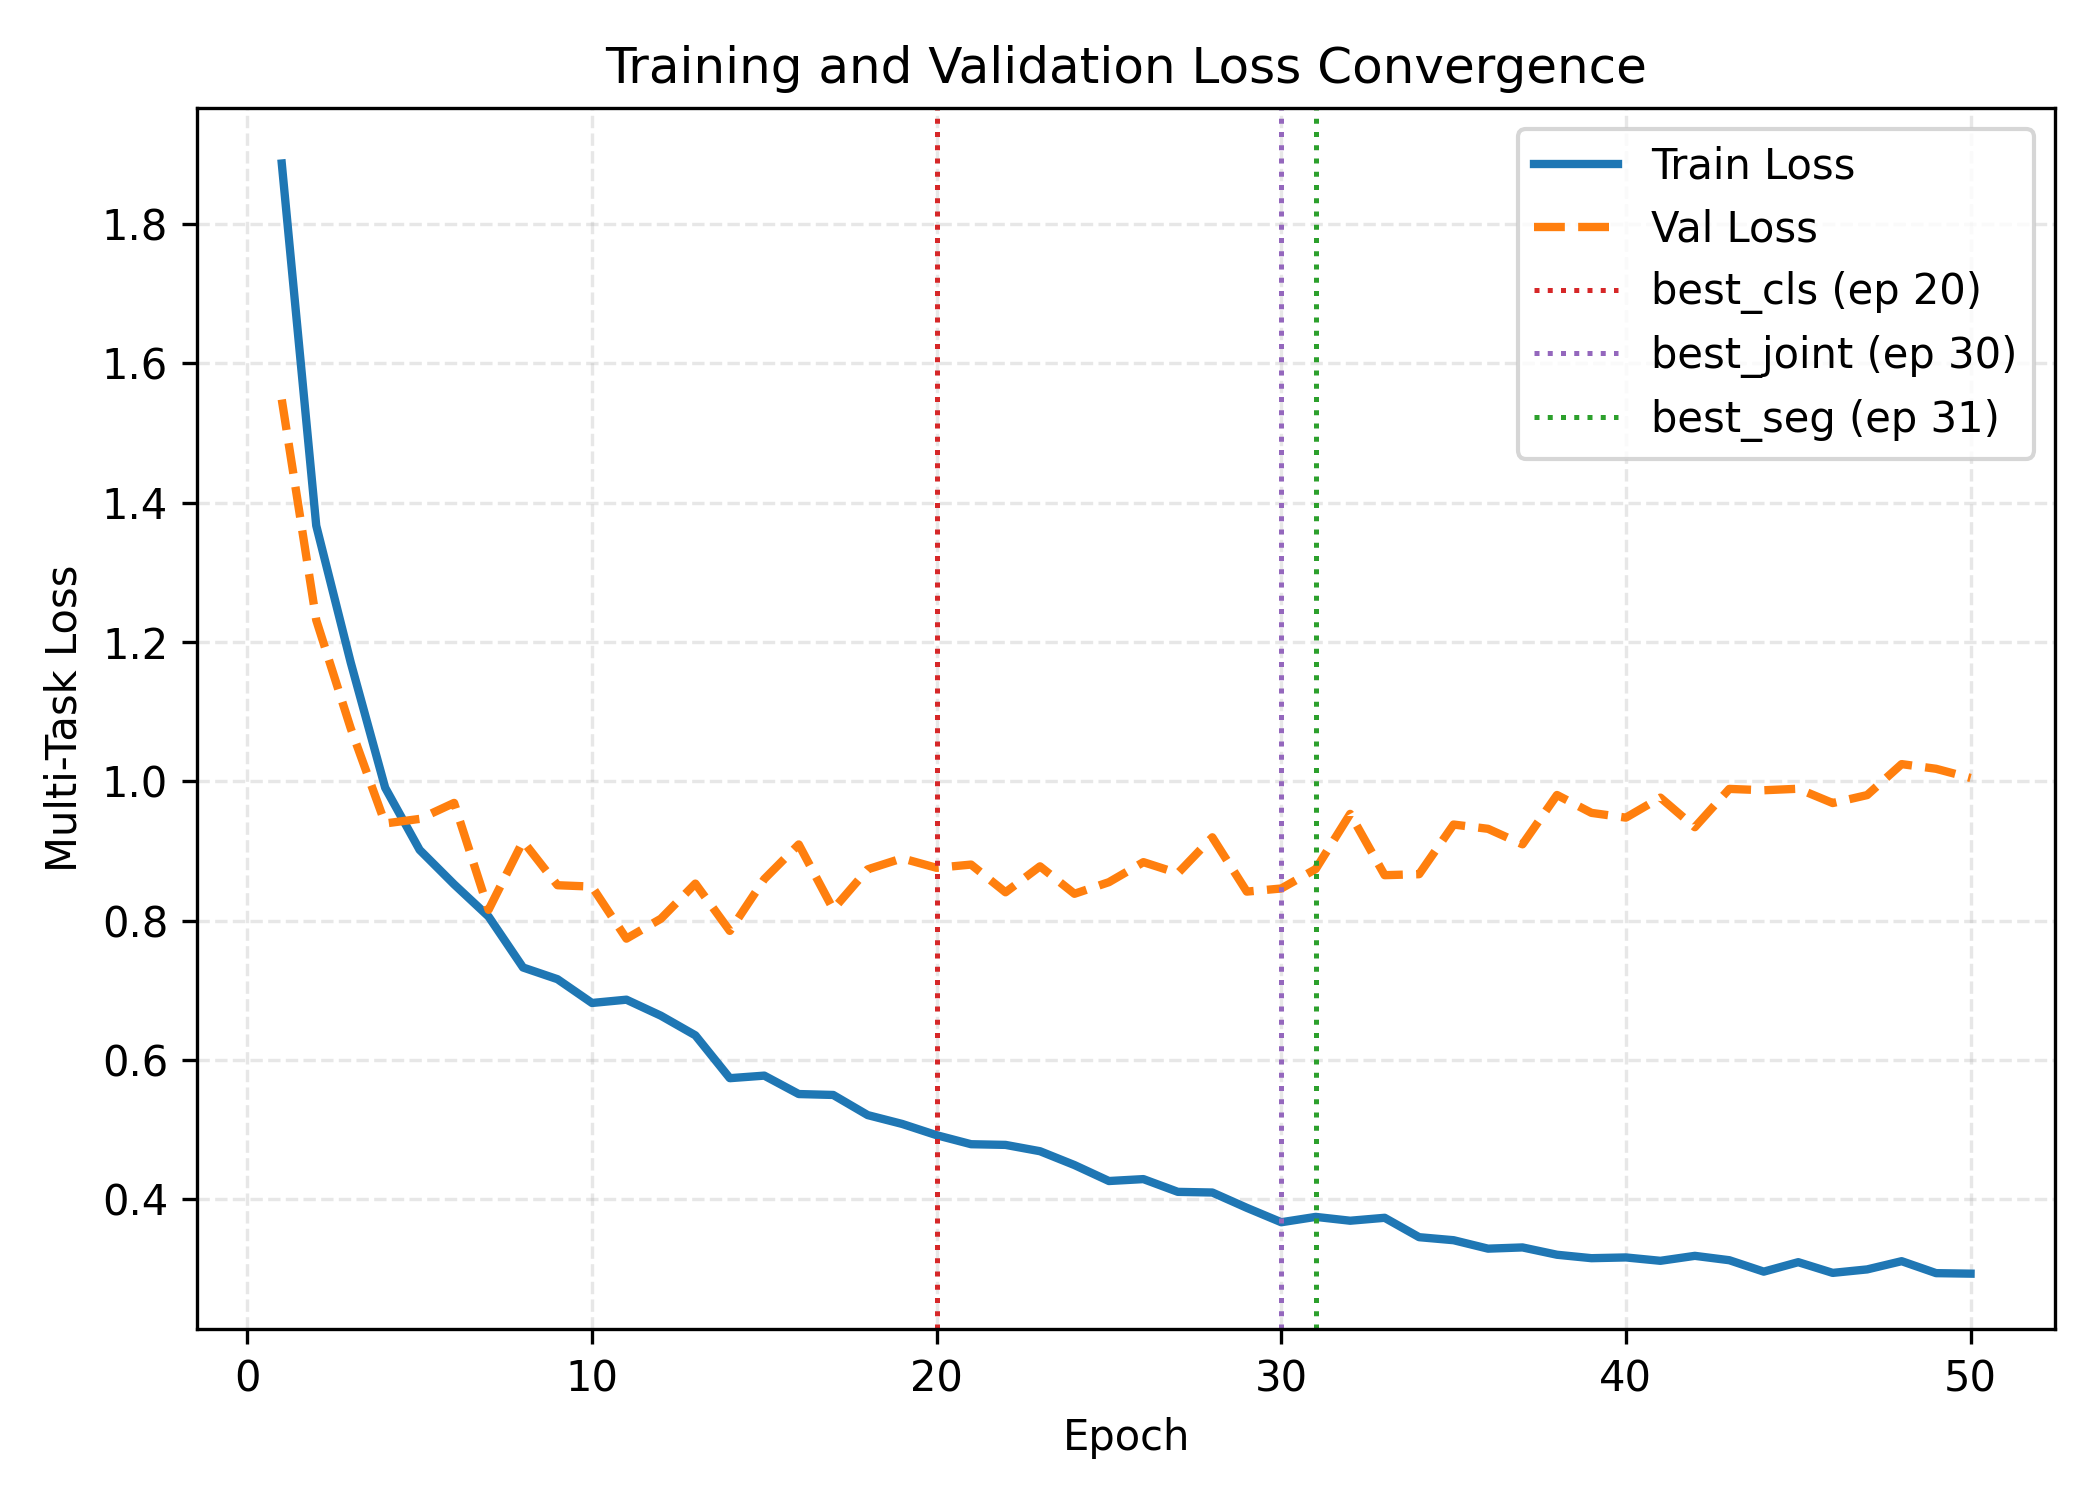 Training and Validation Loss Convergence
Train Loss
Val Loss
best_cls (ep 20)
best_joint (ep 30)
best_seg (ep 31)
Multi-Task Loss
1.8
1.6
1.4
1.2
1.0
0.8
0.6
0.4
0 10 20 30 40 50
Epoch